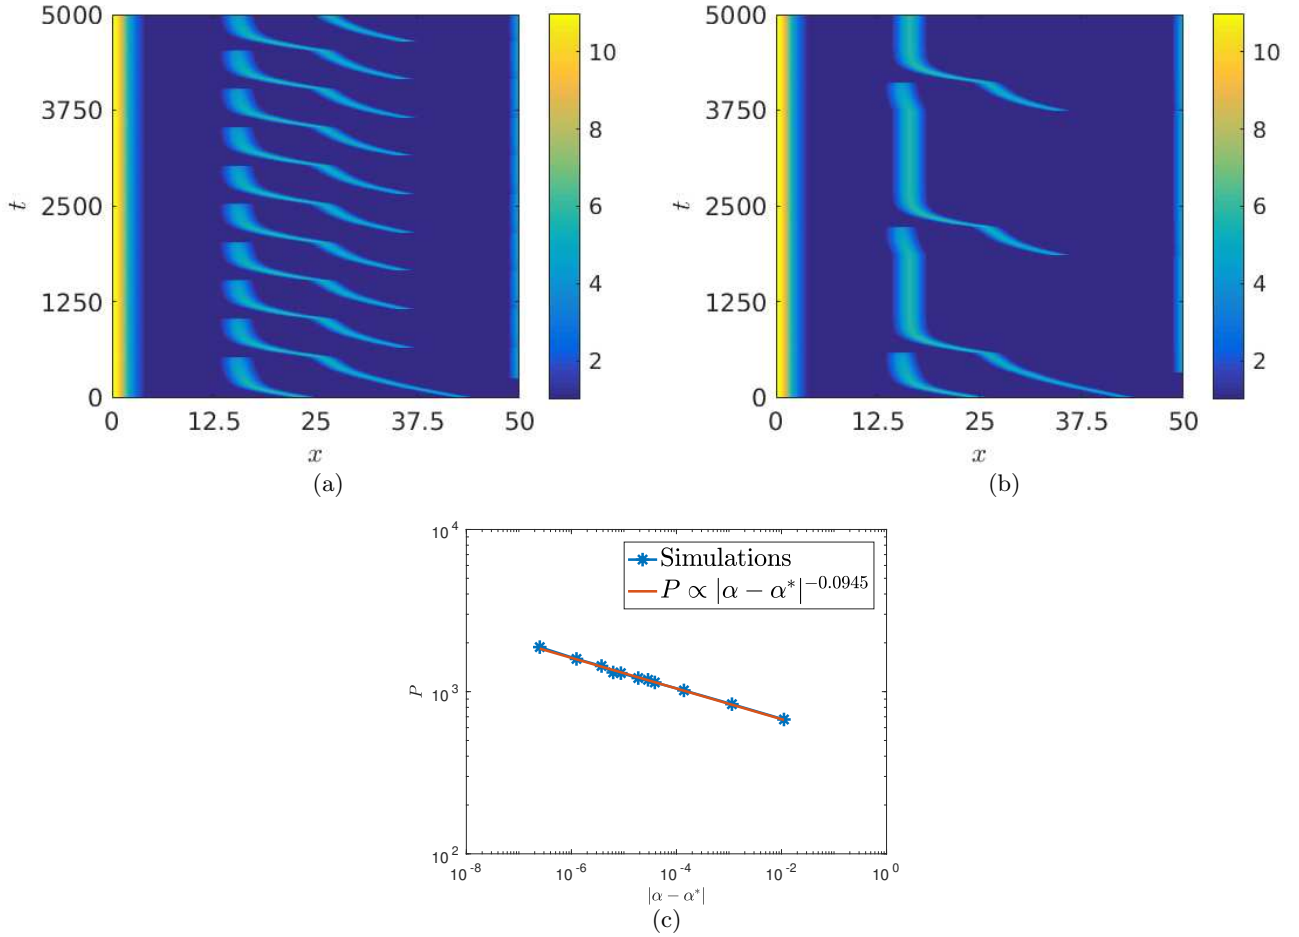 5000
3750
2500
1250
0
t
0 12.5 25 37.5 50
x
10
8
6
4
2
(a)
5000
3750
2500
1250
0
t
0 12.5 25 37.5 50
x
10
8
6
4
2
(b)
10^4
10^3
10^2
P
Simulations
P ∝ |α − α*|^−0.0945
10^-8 10^-6 10^-4 10^-2 10^0
|α − α*|
(c)